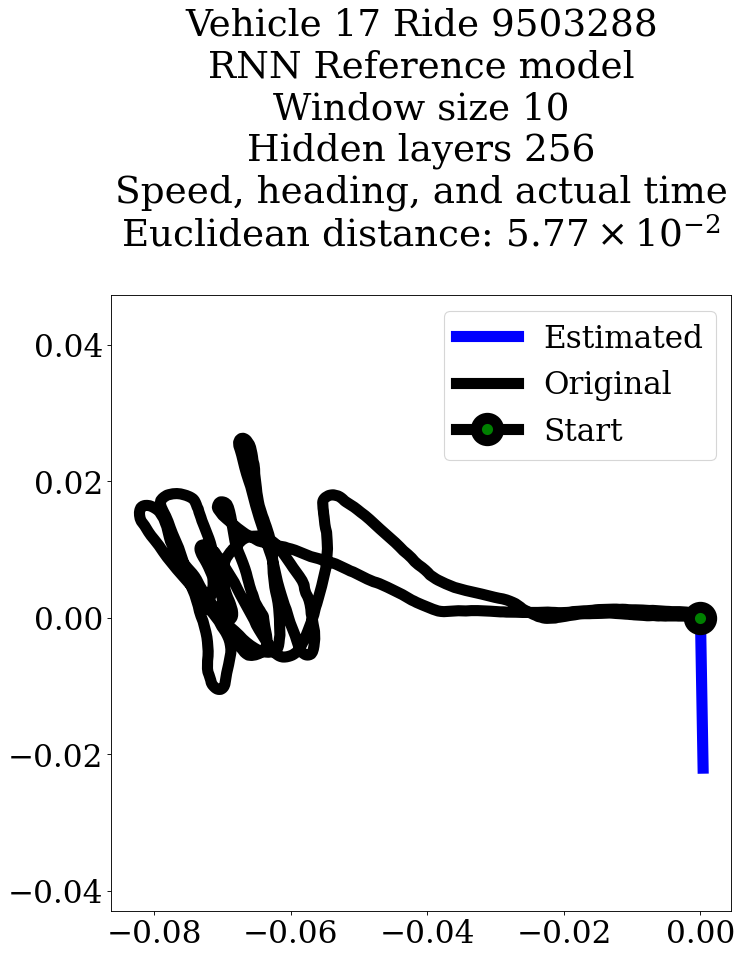 Vehicle 17 Ride 9503288
RNN Reference model
Window size 10
Hidden layers 256
Speed, heading, and actual time
Euclidean distance: 5.77 × 10⁻²
Estimated
Original
Start
0.04
0.02
0.00
−0.02
−0.04
−0.08 −0.06 −0.04 −0.02 0.00